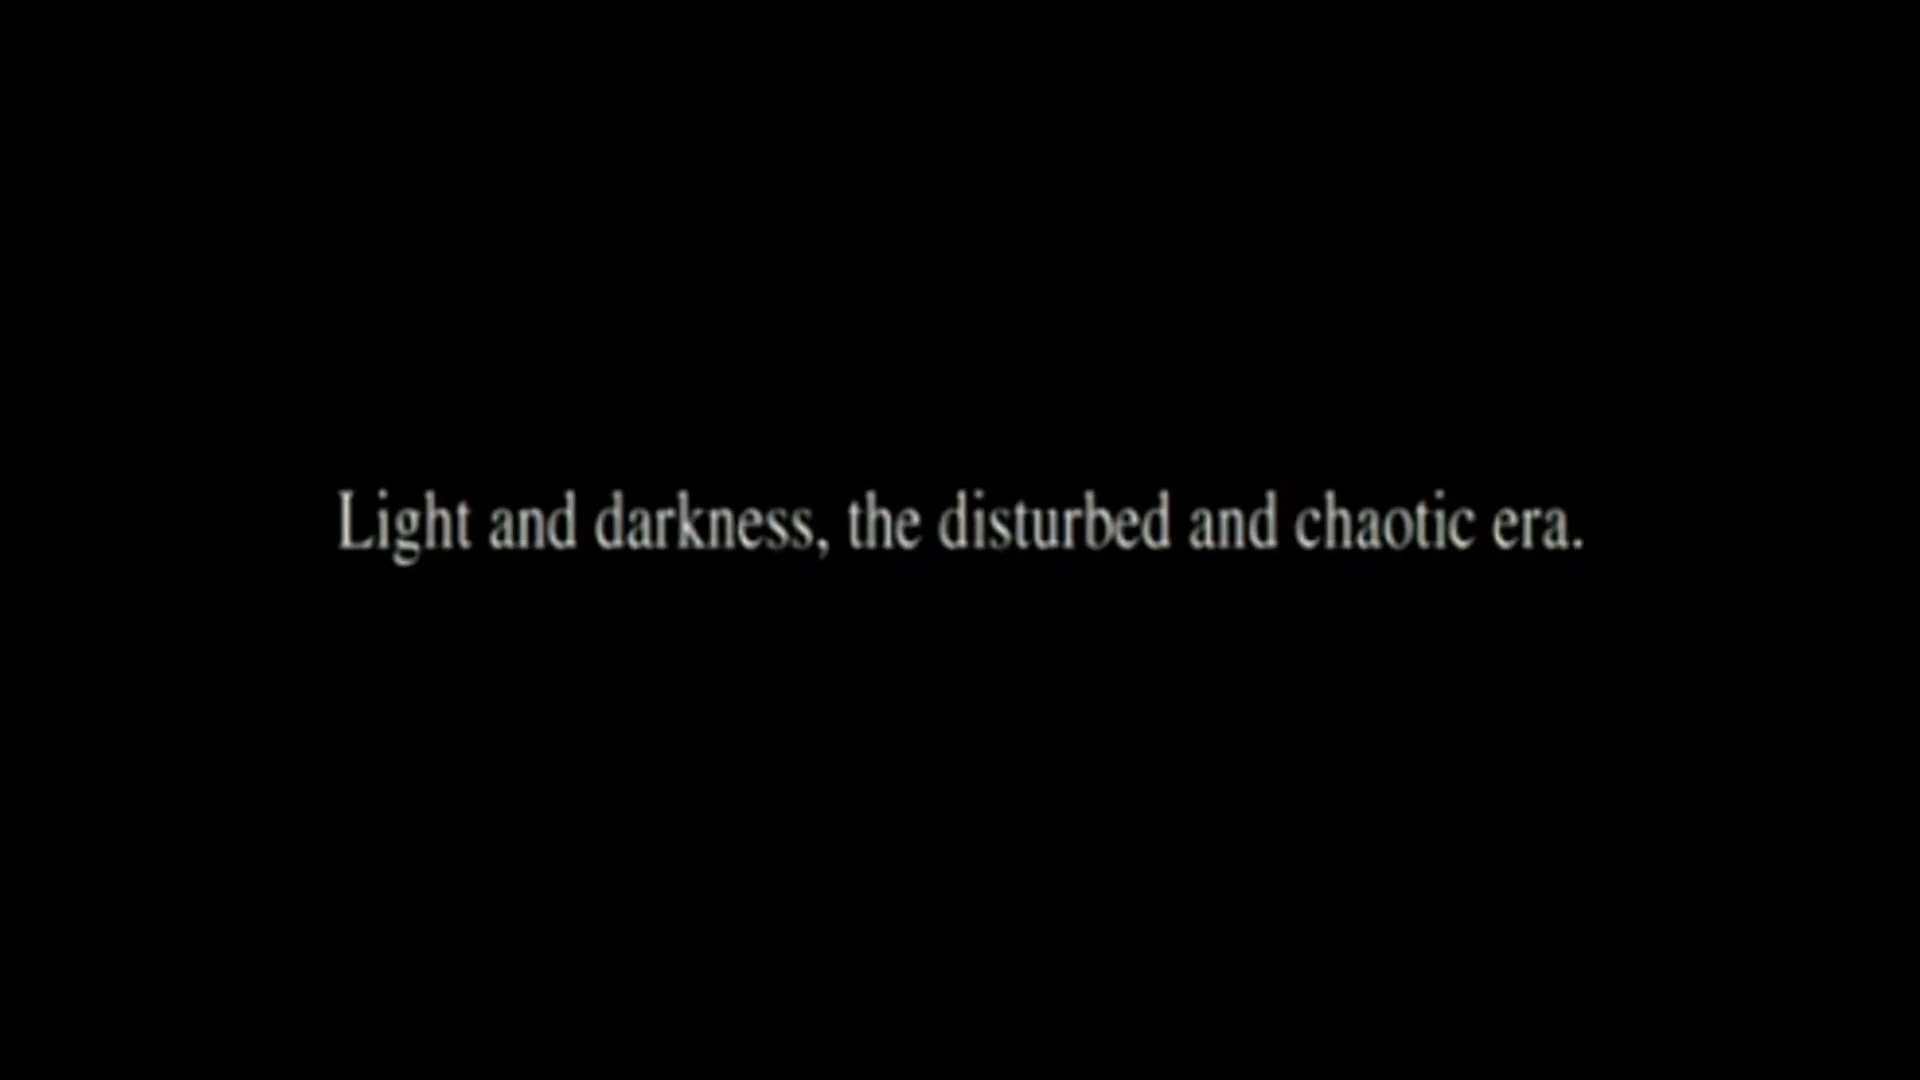 Light and darkness, the disturbed and chaotic era.